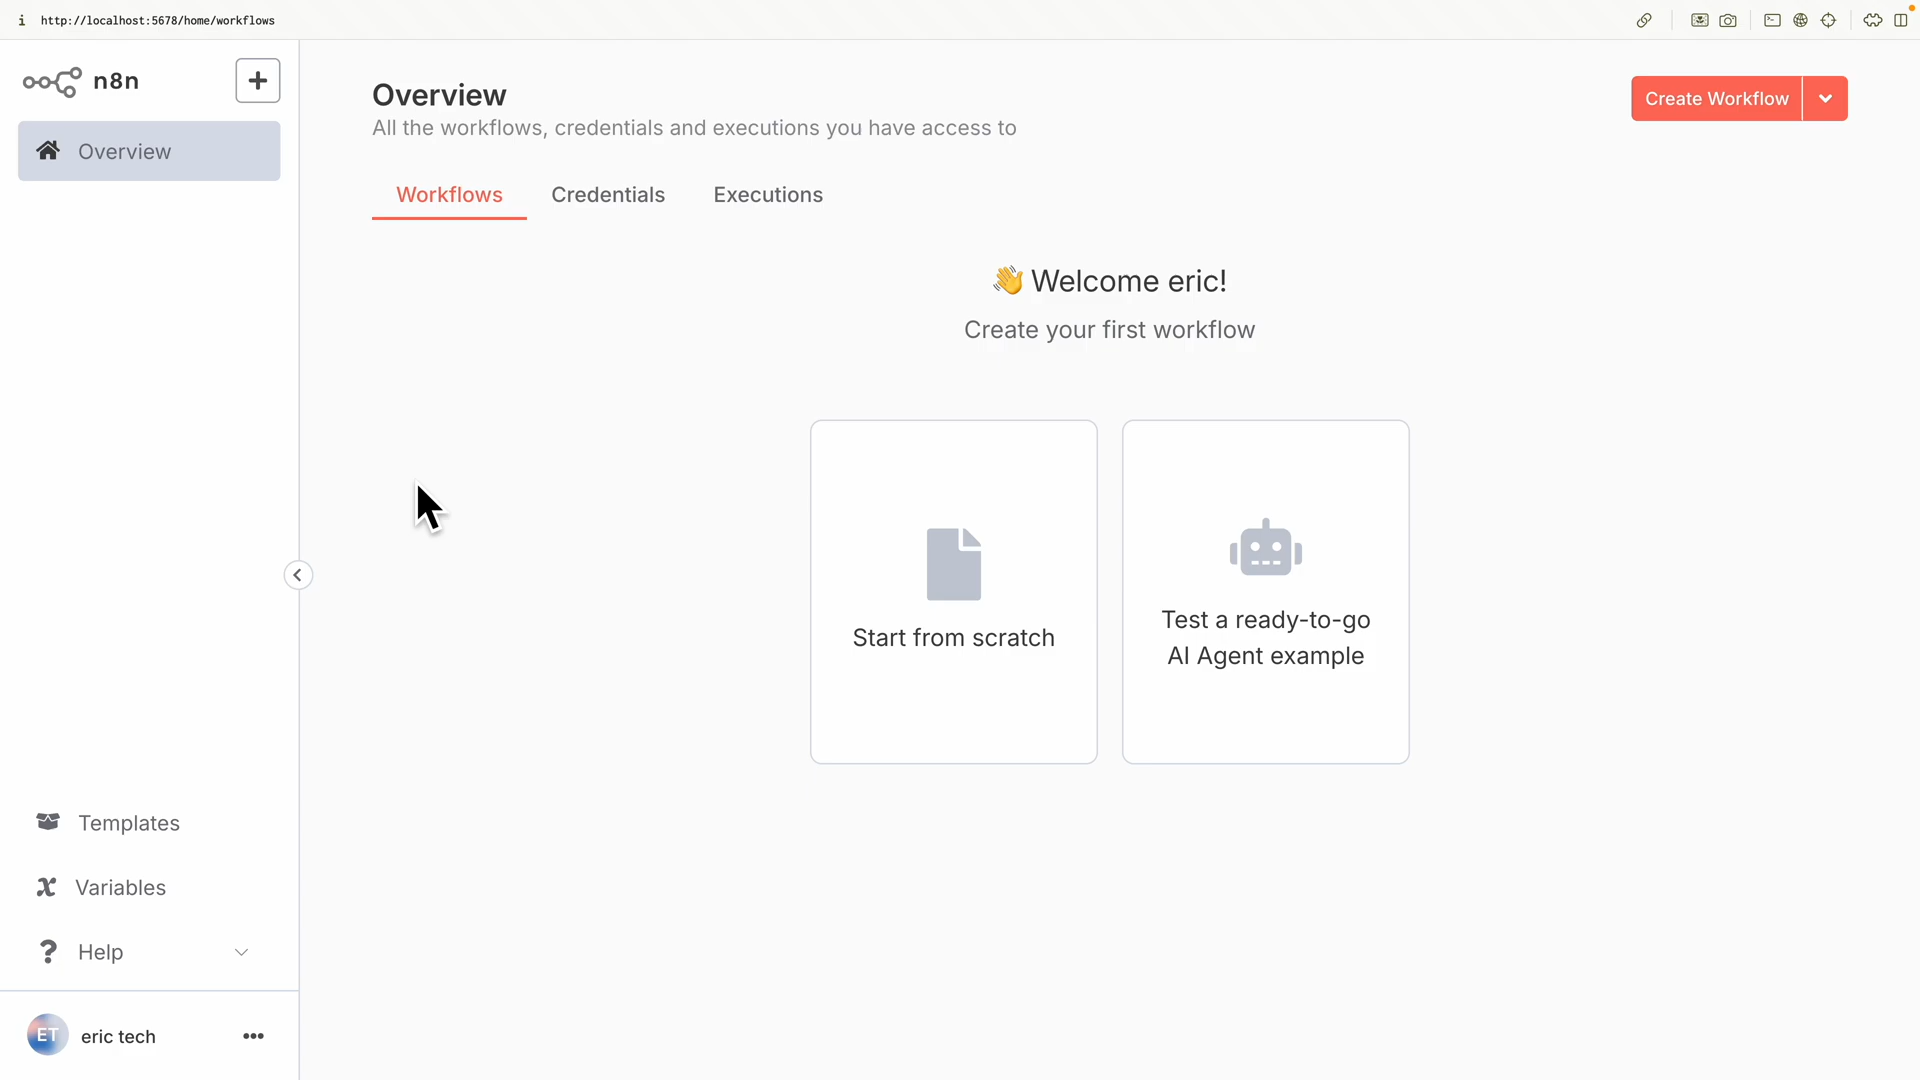 http://localhost:5678/home/workflows
n8n
Overview
Overview
All the workflows, credentials and executions you have access to
Create Workflow
Workflows
Credentials
Executions
👋 Welcome eric!
Create your first workflow
Start from scratch
Test a ready-to-go
AI Agent example
Templates
Variables
Help
ET
eric tech